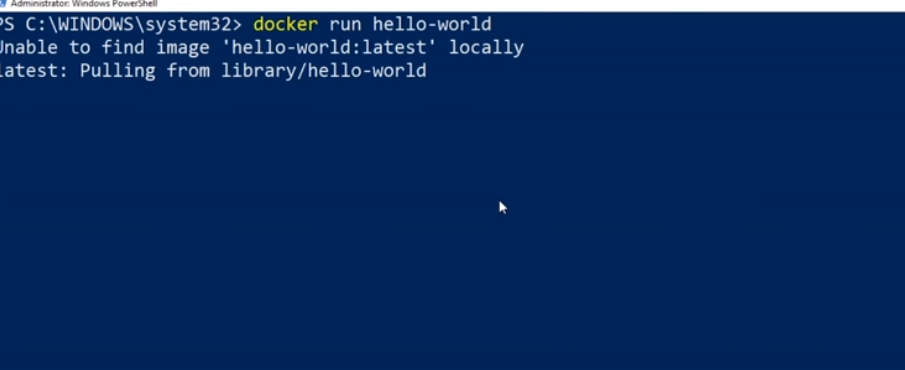 Administrator: Windows PowerShell
PS C:\WINDOWS\system32> docker run hello-world
Unable to find image 'hello-world:latest' locally
latest: Pulling from library/hello-world